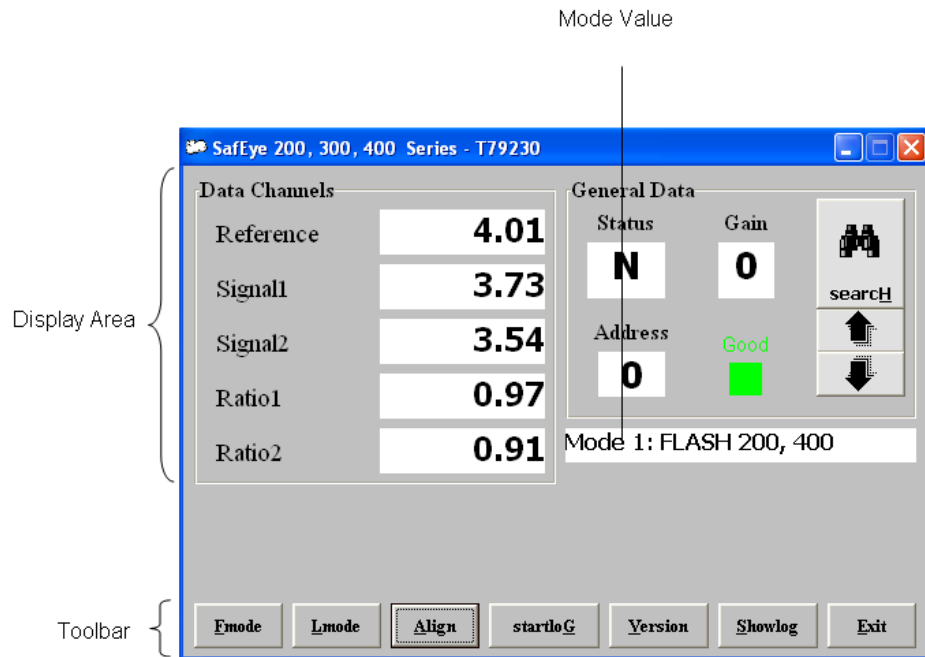 Mode Value
SafEye 200, 300, 400 Series - T79230
Display Area
Data Channels
Reference 4.01
Signal1 3.73
Signal2 3.54
Ratio1 0.97
Ratio2 0.91
General Data
Status Gain
N 0
searcH
Address Good
0
Mode 1: FLASH 200, 400
Toolbar
Fmode Lmode Align startloG Version Showlog Exit